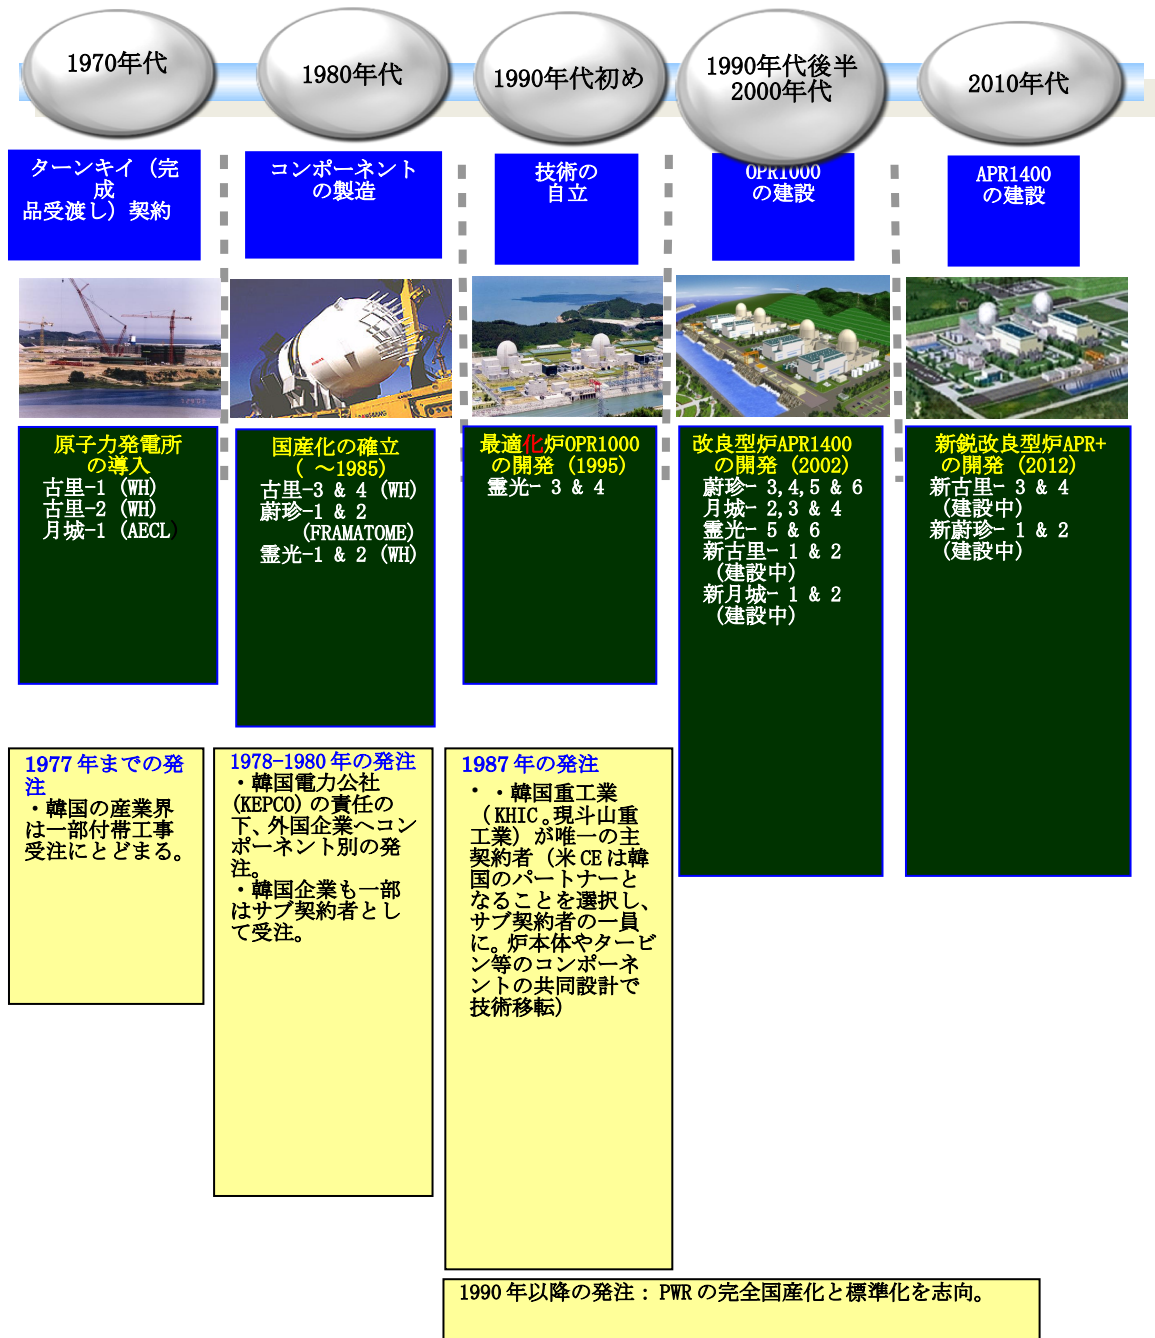 1970年代
1980年代
1990年代初め
1990年代後半
2000年代
2010年代
ターンキイ（完
成
品受渡し）契約
コンポーネント
の製造
技術の
自立
OPR1000
の建設
APR1400
の建設
原子力発電所
の導入
古里-1 (WH)
古里-2 (WH)
月城-1 (AECL)
国産化の確立
( ～1985)
古里-3 & 4 (WH)
蔚珍-1 & 2
(FRAMATOME)
霊光-1 & 2 (WH)
最適化炉OPR1000
の開発 (1995)
霊光- 3 & 4
改良型炉APR1400
の開発 (2002)
蔚珍- 3,4,5 & 6
月城- 2,3 & 4
霊光- 5 & 6
新古里- 1 & 2
(建設中)
新月城- 1 & 2
(建設中)
新鋭改良型炉APR+
の開発 (2012)
新古里- 3 & 4
(建設中)
新蔚珍- 1 & 2
(建設中)
1977年までの発
注
・韓国の産業界
は一部付帯工事
受注にとどまる。
1978-1980年の発注
・韓国電力公社
(KEPCO)の責任の
下、外国企業へコン
ポーネント別の発
注。
・韓国企業も一部
はサブ契約者とし
て受注。
1987年の発注
・・韓国重工業
（KHIC。現斗山重
工業）が唯一の主
契約者（米CEは韓
国のパートナーと
なることを選択し、
サブ契約者の一員
に。炉本体やタービ
ン等のコンポーネ
ントの共同設計で
技術移転）
1990年以降の発注：PWRの完全国産化と標準化を志向。